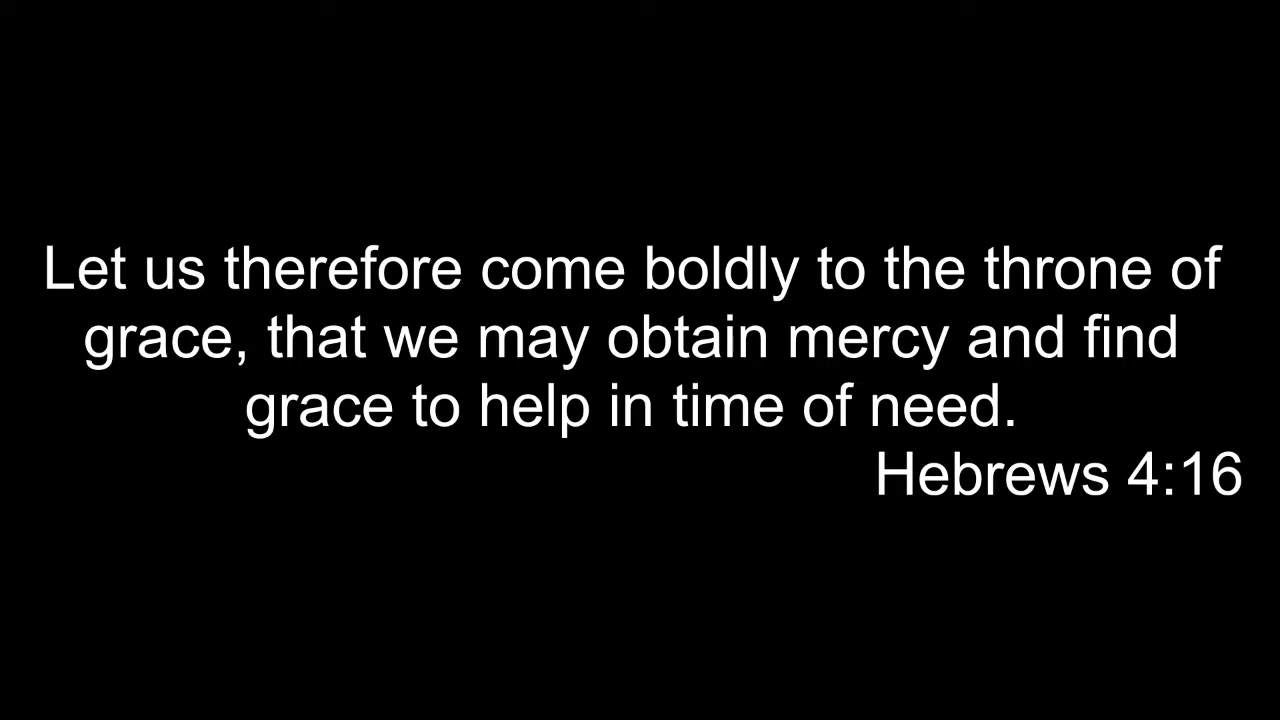 Let us therefore come boldly to the throne of
grace, that we may obtain mercy and find
grace to help in time of need.
Hebrews 4:16